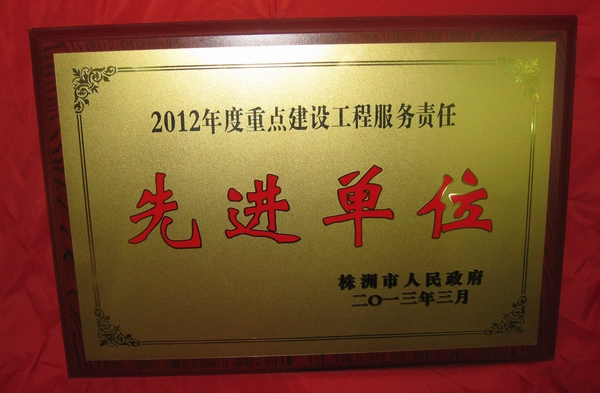 2012年度重点建设工程服务责任
先进单位
株洲市人民政府
二〇一三年三月